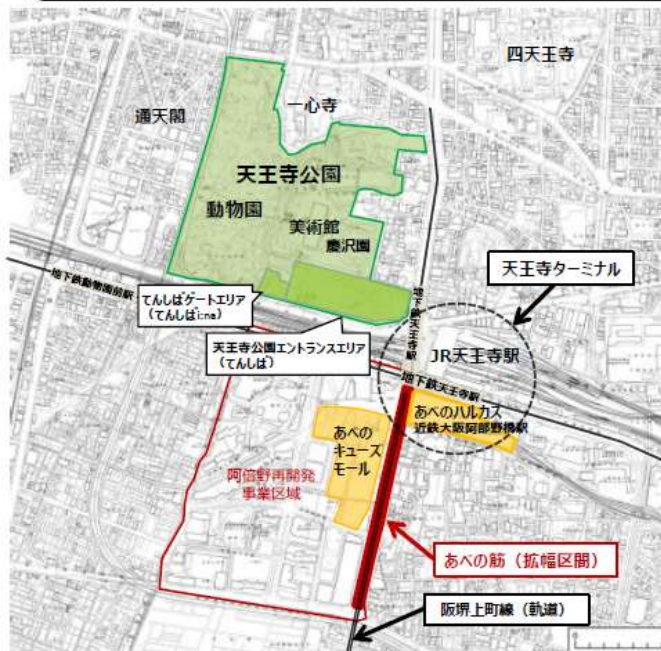 四天王寺
一心寺
通天閣
天王寺公園
動物園
美術館
慶沢園
天王寺ターミナル
地下鉄動物園前駅
てんしばゲートエリア
（てんしばi:na）
地下鉄天王寺駅
天王寺公園エントランスエリア
（てんしば）
JR天王寺駅
地下鉄天王寺駅
あべのハルカス
近鉄大阪阿部野橋駅
あべの
キューズ
モール
阿倍野再開発
事業区域
あべの筋（拡幅区間）
阪堺上町線（軌道）